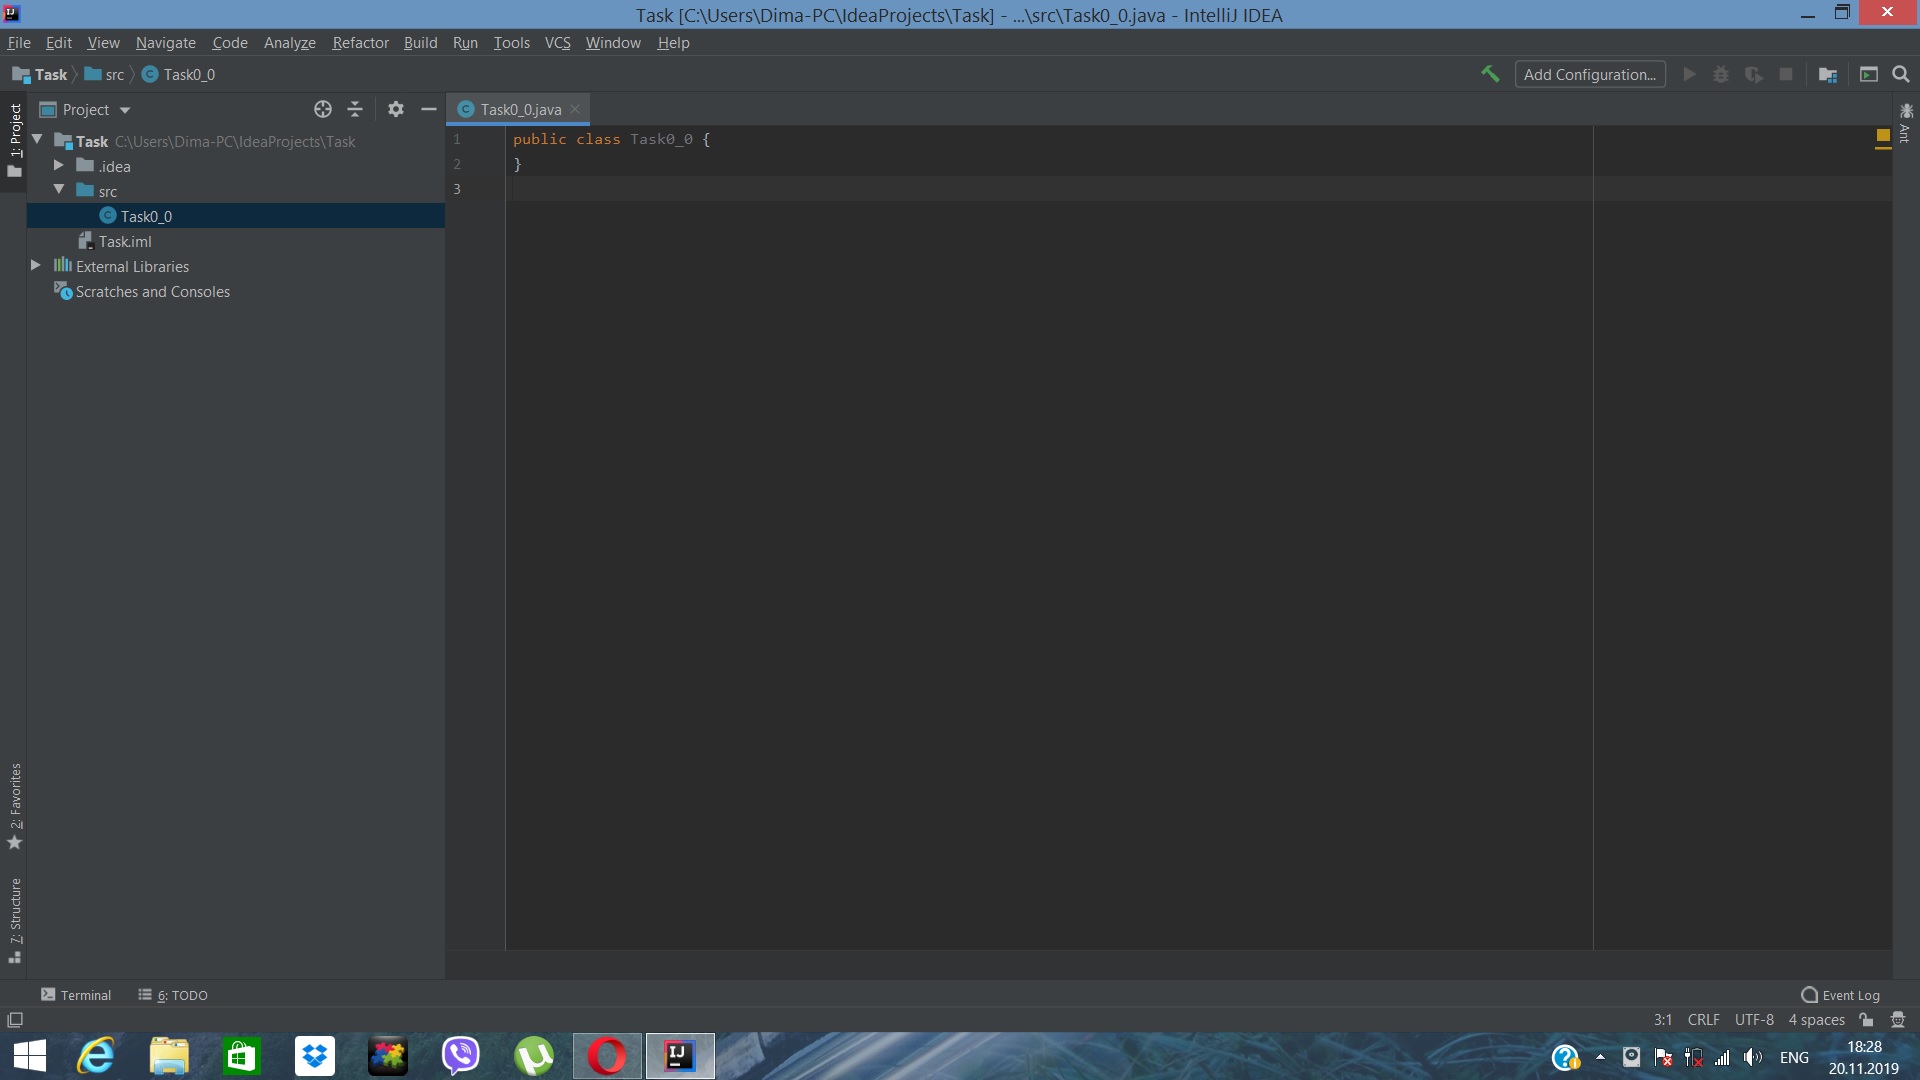 Task [C:\Users\Dima-PC\IdeaProjects\Task] - ...\src\Task0_0.java - IntelliJ IDEA
File Edit View Navigate Code Analyze Refactor Build Run Tools VCS Window Help
Task src Task0_0
Add Configuration...
1: Project
Project
Task0_0.java
Ant
Task C:\Users\Dima-PC\IdeaProjects\Task
.idea
src
Task0_0
Task.iml
External Libraries
Scratches and Consoles
1 public class Task0_0 {
2 }
3
2: Favorites
7: Structure
Terminal 6: TODO
Event Log
3:1 CRLF UTF-8 4 spaces
IJ
ENG
18:28
20.11.2019